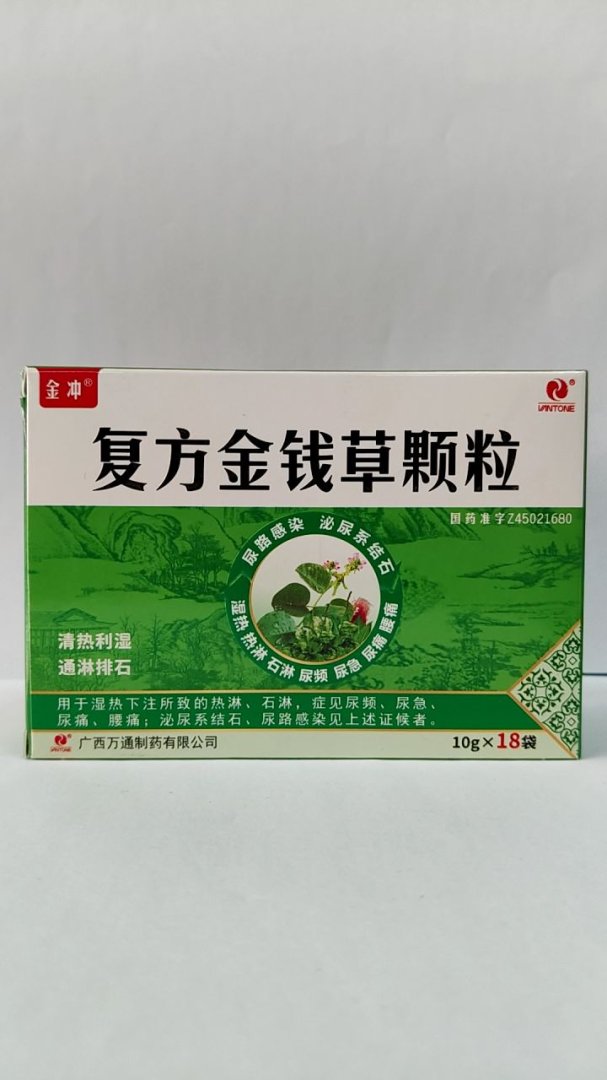 金冲®
VANTONE®
复方金钱草颗粒
国药准字Z45021680
尿路感染 泌尿系结石
湿热 热淋 石淋 尿频 尿急 尿痛 腰痛
清热利湿
通淋排石
用于湿热下注所致的热淋、石淋，症见尿频、尿急、
尿痛、腰痛；泌尿系结石、尿路感染见上述证候者。
VANTONE 广西万通制药有限公司
10g×18袋